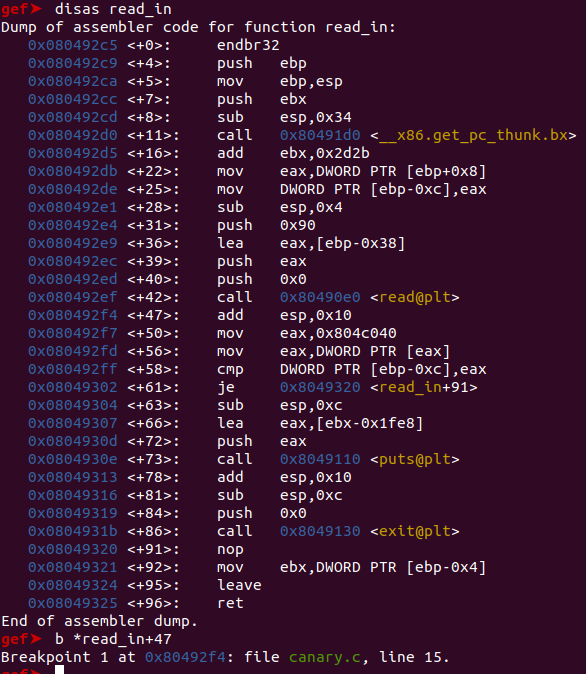 gef➤  disas read_in
Dump of assembler code for function read_in:
   0x080492c5 <+0>:     endbr32
   0x080492c9 <+4>:     push   ebp
   0x080492ca <+5>:     mov    ebp,esp
   0x080492cc <+7>:     push   ebx
   0x080492cd <+8>:     sub    esp,0x34
   0x080492d0 <+11>:    call   0x80491d0 <__x86.get_pc_thunk.bx>
   0x080492d5 <+16>:    add    ebx,0x2d2b
   0x080492db <+22>:    mov    eax,DWORD PTR [ebp+0x8]
   0x080492de <+25>:    mov    DWORD PTR [ebp-0xc],eax
   0x080492e1 <+28>:    sub    esp,0x4
   0x080492e4 <+31>:    push   0x90
   0x080492e9 <+36>:    lea    eax,[ebp-0x38]
   0x080492ec <+39>:    push   eax
   0x080492ed <+40>:    push   0x0
   0x080492ef <+42>:    call   0x80490e0 <read@plt>
   0x080492f4 <+47>:    add    esp,0x10
   0x080492f7 <+50>:    mov    eax,0x804c040
   0x080492fd <+56>:    mov    eax,DWORD PTR [eax]
   0x080492ff <+58>:    cmp    DWORD PTR [ebp-0xc],eax
   0x08049302 <+61>:    je     0x8049320 <read_in+91>
   0x08049304 <+63>:    sub    esp,0xc
   0x08049307 <+66>:    lea    eax,[ebx-0x1fe8]
   0x0804930d <+72>:    push   eax
   0x0804930e <+73>:    call   0x8049110 <puts@plt>
   0x08049313 <+78>:    add    esp,0x10
   0x08049316 <+81>:    sub    esp,0xc
   0x08049319 <+84>:    push   0x0
   0x0804931b <+86>:    call   0x8049130 <exit@plt>
   0x08049320 <+91>:    nop
   0x08049321 <+92>:    mov    ebx,DWORD PTR [ebp-0x4]
   0x08049324 <+95>:    leave
   0x08049325 <+96>:    ret
End of assembler dump.
gef➤  b *read_in+47
Breakpoint 1 at 0x80492f4: file canary.c, line 15.
gef➤